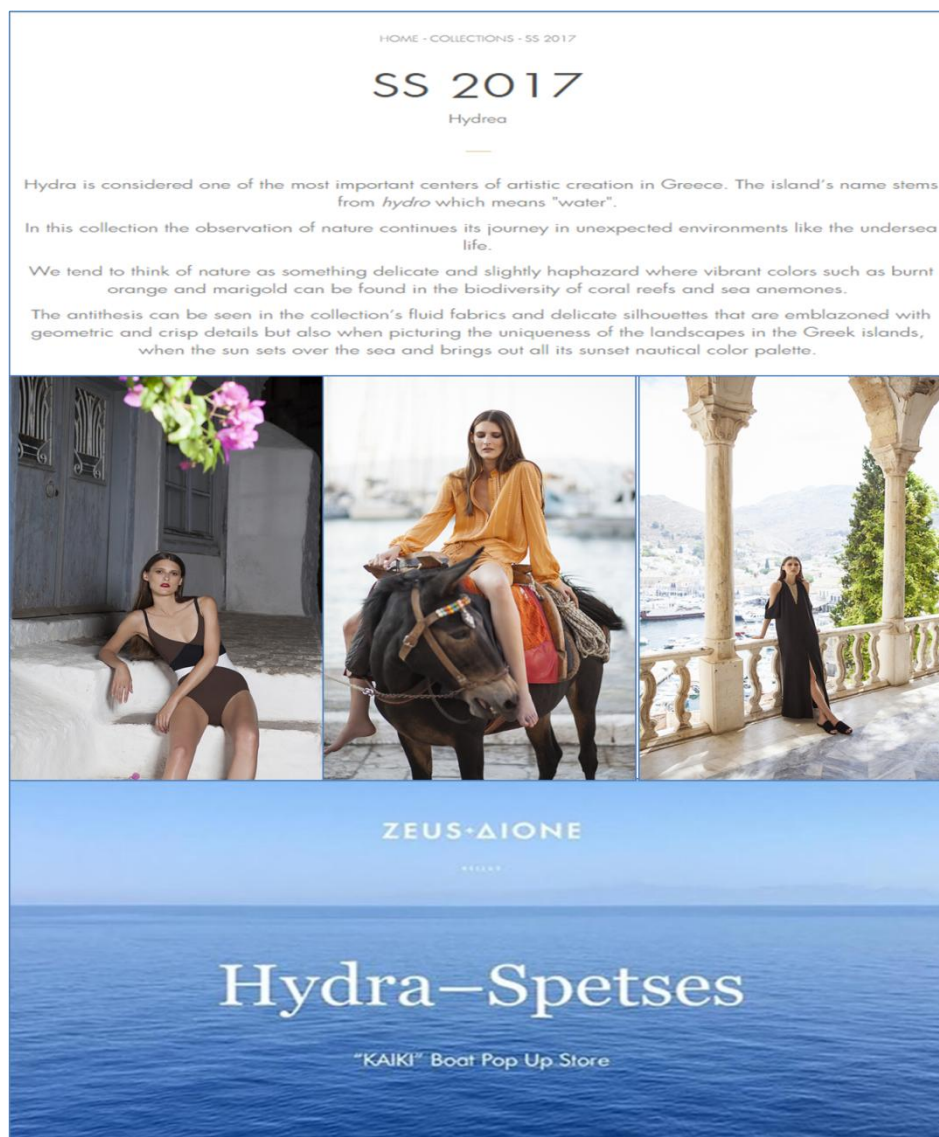 HOME - COLLECTIONS - SS 2017
SS 2017
Hydrea
Hydra is considered one of the most important centers of artistic creation in Greece. The island's name stems
from hydro which means "water".
In this collection the observation of nature continues its journey in unexpected environments like the undersea
life.
We tend to think of nature as something delicate and slightly haphazard where vibrant colors such as burnt
orange and marigold can be found in the biodiversity of coral reefs and sea anemones.
The antithesis can be seen in the collection's fluid fabrics and delicate silhouettes that are emblazoned with
geometric and crisp details but also when picturing the uniqueness of the landscapes in the Greek islands,
when the sun sets over the sea and brings out all its sunset nautical color palette.
ZEUS+ΔIONE
Hydra–Spetses
"KAIKI" Boat Pop Up Store